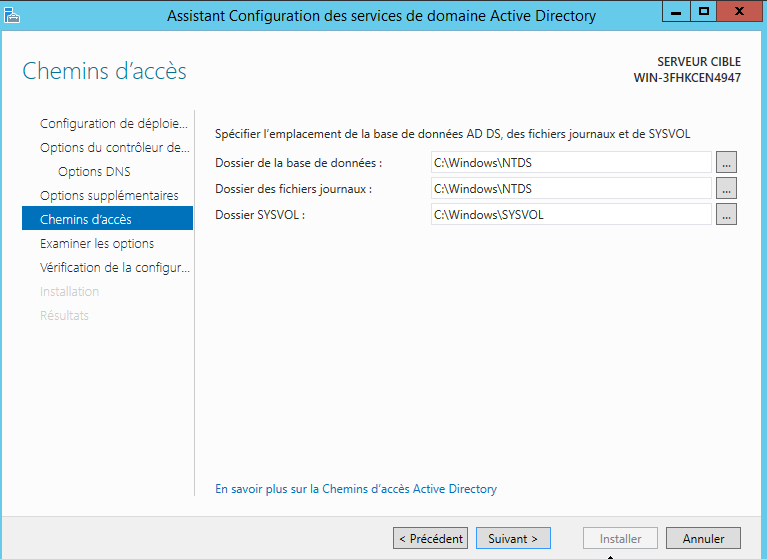 Assistant Configuration des services de domaine Active Directory
Chemins d’accès
SERVEUR CIBLE
WIN-3FHKCEN4947
Configuration de déploie...
Options du contrôleur de...
Options DNS
Options supplémentaires
Chemins d’accès
Examiner les options
Vérification de la configur...
Installation
Résultats
Spécifier l’emplacement de la base de données AD DS, des fichiers journaux et de SYSVOL
Dossier de la base de données : C:\Windows\NTDS ...
Dossier des fichiers journaux : C:\Windows\NTDS ...
Dossier SYSVOL : C:\Windows\SYSVOL ...
En savoir plus sur la Chemins d’accès Active Directory
< Précédent Suivant > Installer Annuler